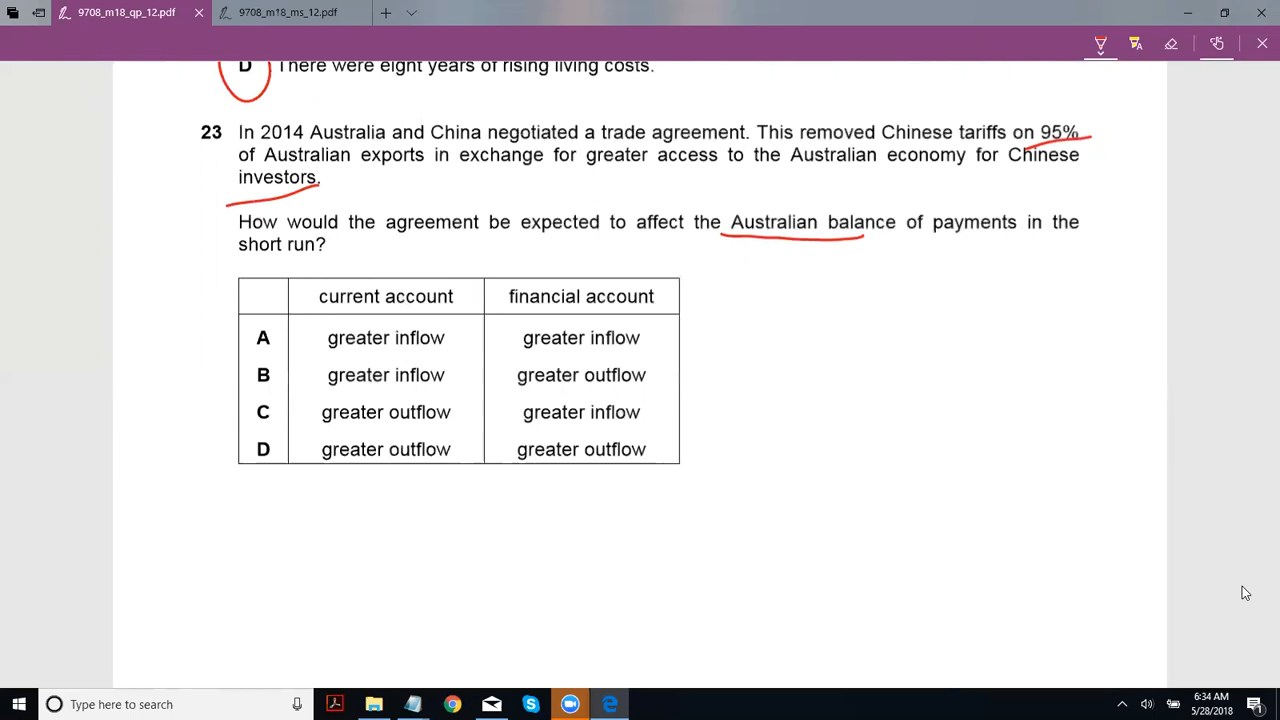 9708_m18_qp_12.pdf
9708_m18_ms_12.pdf
D There were eight years of rising living costs.
23 In 2014 Australia and China negotiated a trade agreement. This removed Chinese tariffs on 95%
of Australian exports in exchange for greater access to the Australian economy for Chinese
investors.
How would the agreement be expected to affect the Australian balance of payments in the
short run?
current account financial account
A greater inflow greater inflow
B greater inflow greater outflow
C greater outflow greater inflow
D greater outflow greater outflow
Type here to search
6:34 AM
5/28/2018